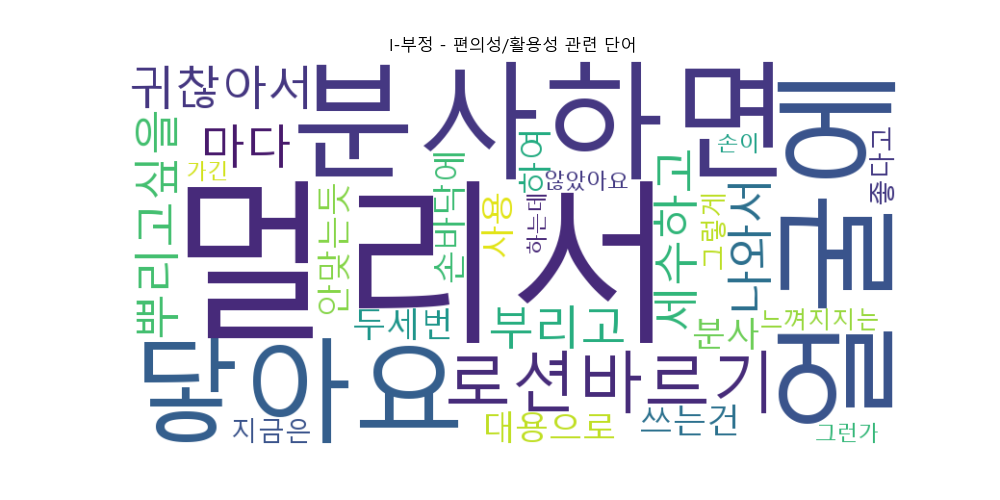 I-부정 - 편의성/활용성 관련 단어
귀찮아서
분사하면
얼굴에
마다
뿌리고싶을
가긴
멀리서
안맞는듯
손바닥에
하여
않았아요
사용
하는데
손이
세수하고
그렇게
나와서
좋다고
두세번
부리고
분사
느껴지지는
닿아요
로션바르기
지금은
대용으로
쓰는건
그런가